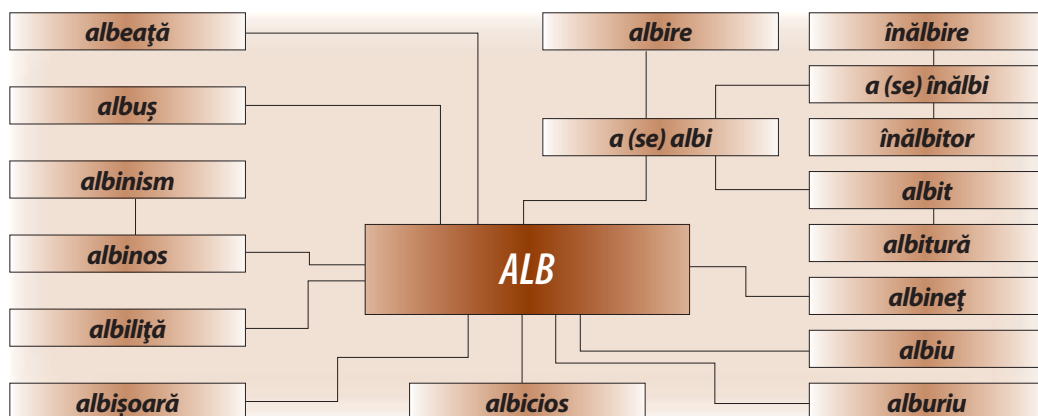 albeaţă
albire
înălbire
a (se) înălbi
albuș
a (se) albi
înălbitor
albinism
albit
albinos
ALB
albitură
albineţ
albiliţă
albiu
albișoară
albicios
alburiu